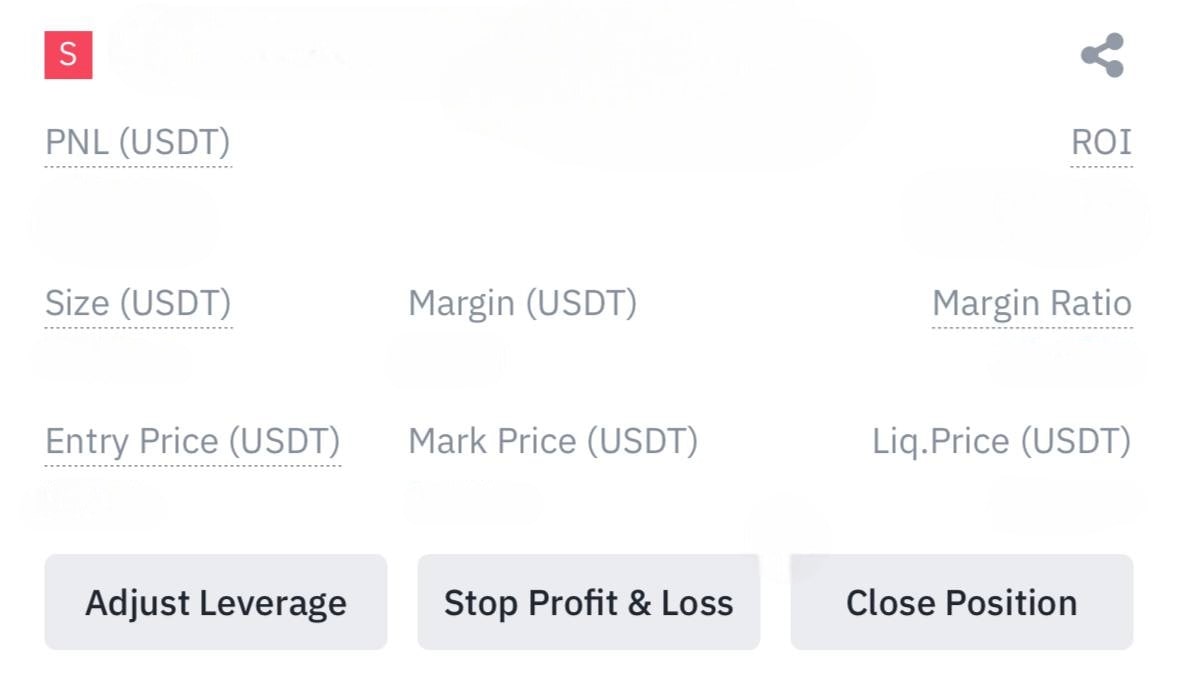 S
PNL (USDT) ROI
Size (USDT) Margin (USDT) Margin Ratio
Entry Price (USDT) Mark Price (USDT) Liq.Price (USDT)
Adjust Leverage Stop Profit & Loss Close Position